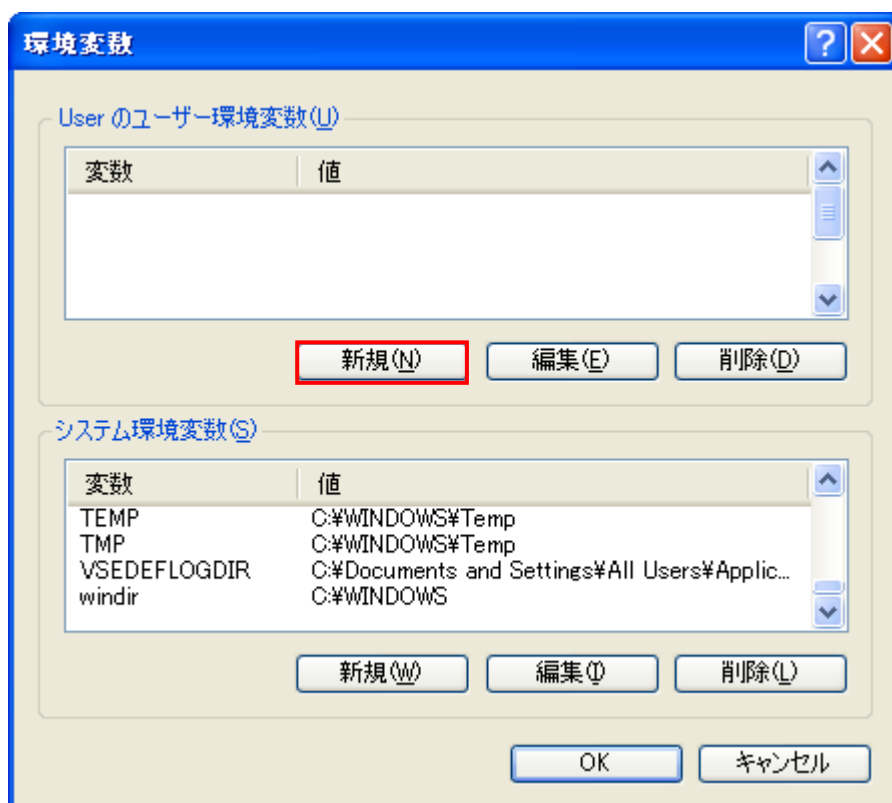 環境変数
User のユーザー環境変数(U)
変数 値
新規(N) 編集(E) 削除(D)
システム環境変数(S)
変数 値
TEMP C:¥WINDOWS¥Temp
TMP C:¥WINDOWS¥Temp
VSEDEFLOGDIR C:¥Documents and Settings¥All Users¥Applic...
windir C:¥WINDOWS
新規(W) 編集(I) 削除(L)
OK キャンセル